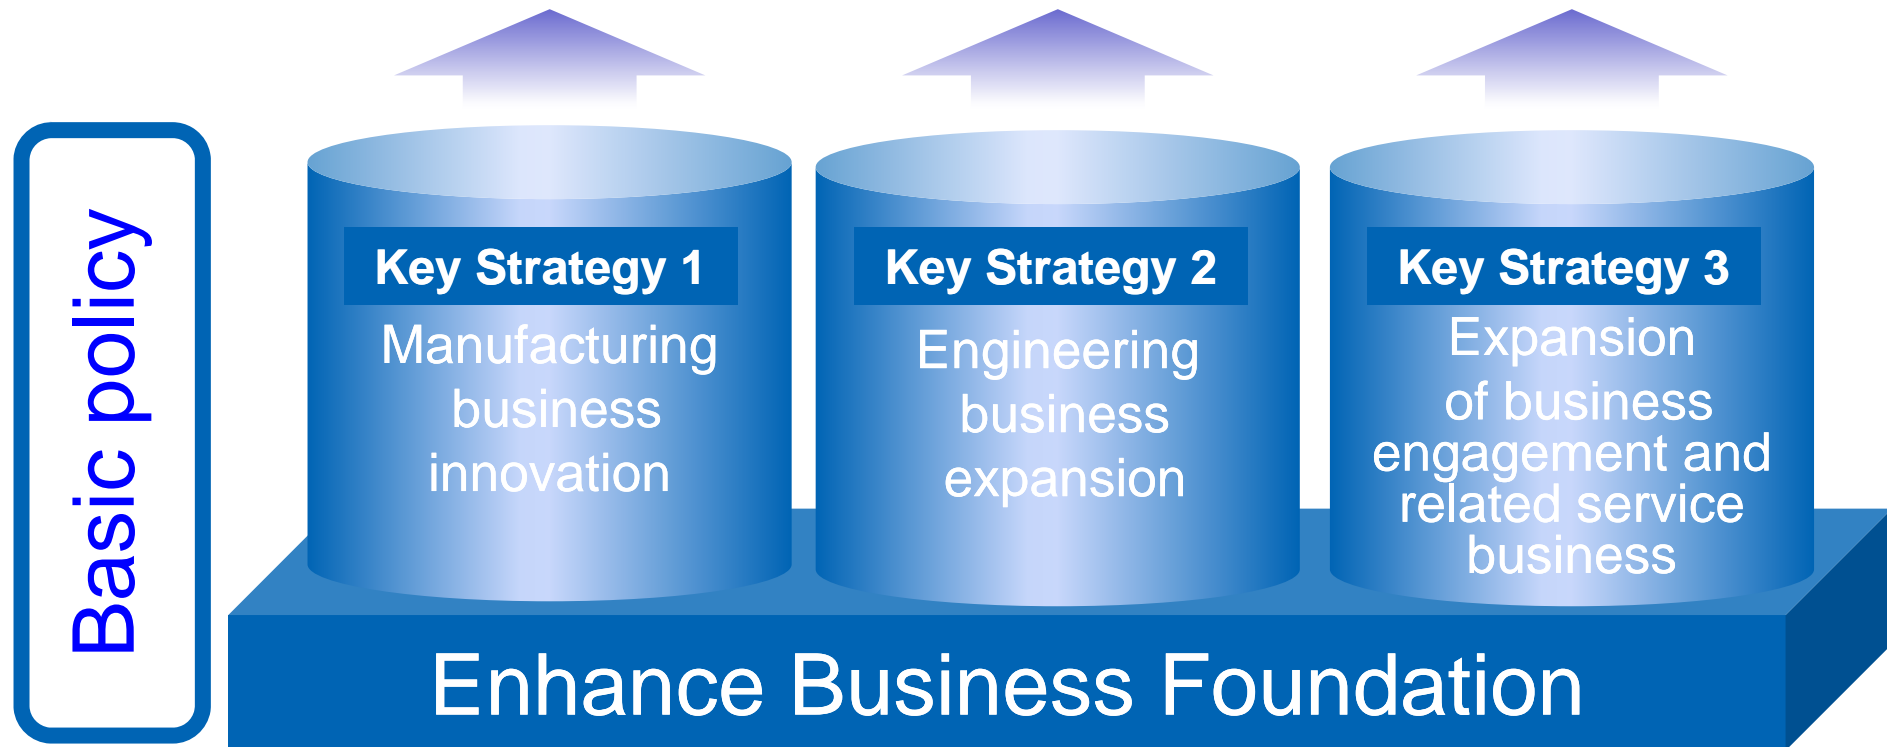 Basic policy
Key Strategy 1
Manufacturing
business
innovation
Key Strategy 2
Engineering
business
expansion
Key Strategy 3
Expansion
of business
engagement and
related service
business
Enhance Business Foundation